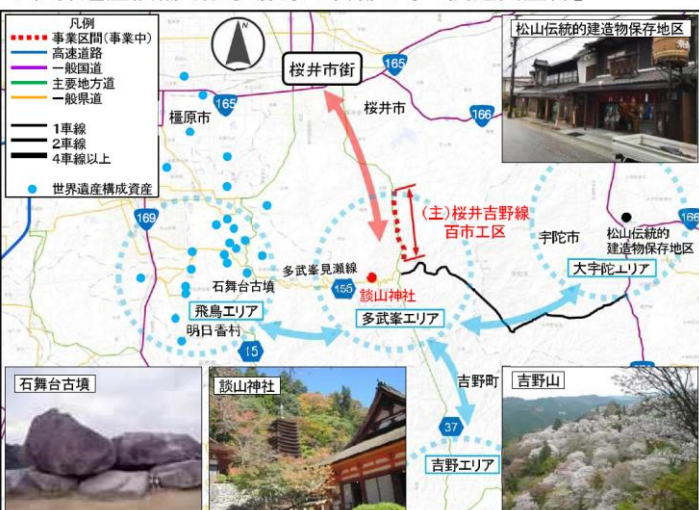 凡例
事業区間(事業中)
高速道路
一般国道
主要地方道
一般県道
1車線
2車線
4車線以上
世界遺産構成資産
松山伝統的建造物保存地区
桜井市街
165
桜井市
166
165
橿原市
169
(主)桜井吉野線
百市工区
宇陀市
松山伝統的
建造物保存地区
166
大宇陀エリア
石舞台古墳
多武峯見瀬線
155
談山神社
飛鳥エリア
明日香村
多武峯エリア
15
吉野町
37
吉野エリア
石舞台古墳
談山神社
吉野山